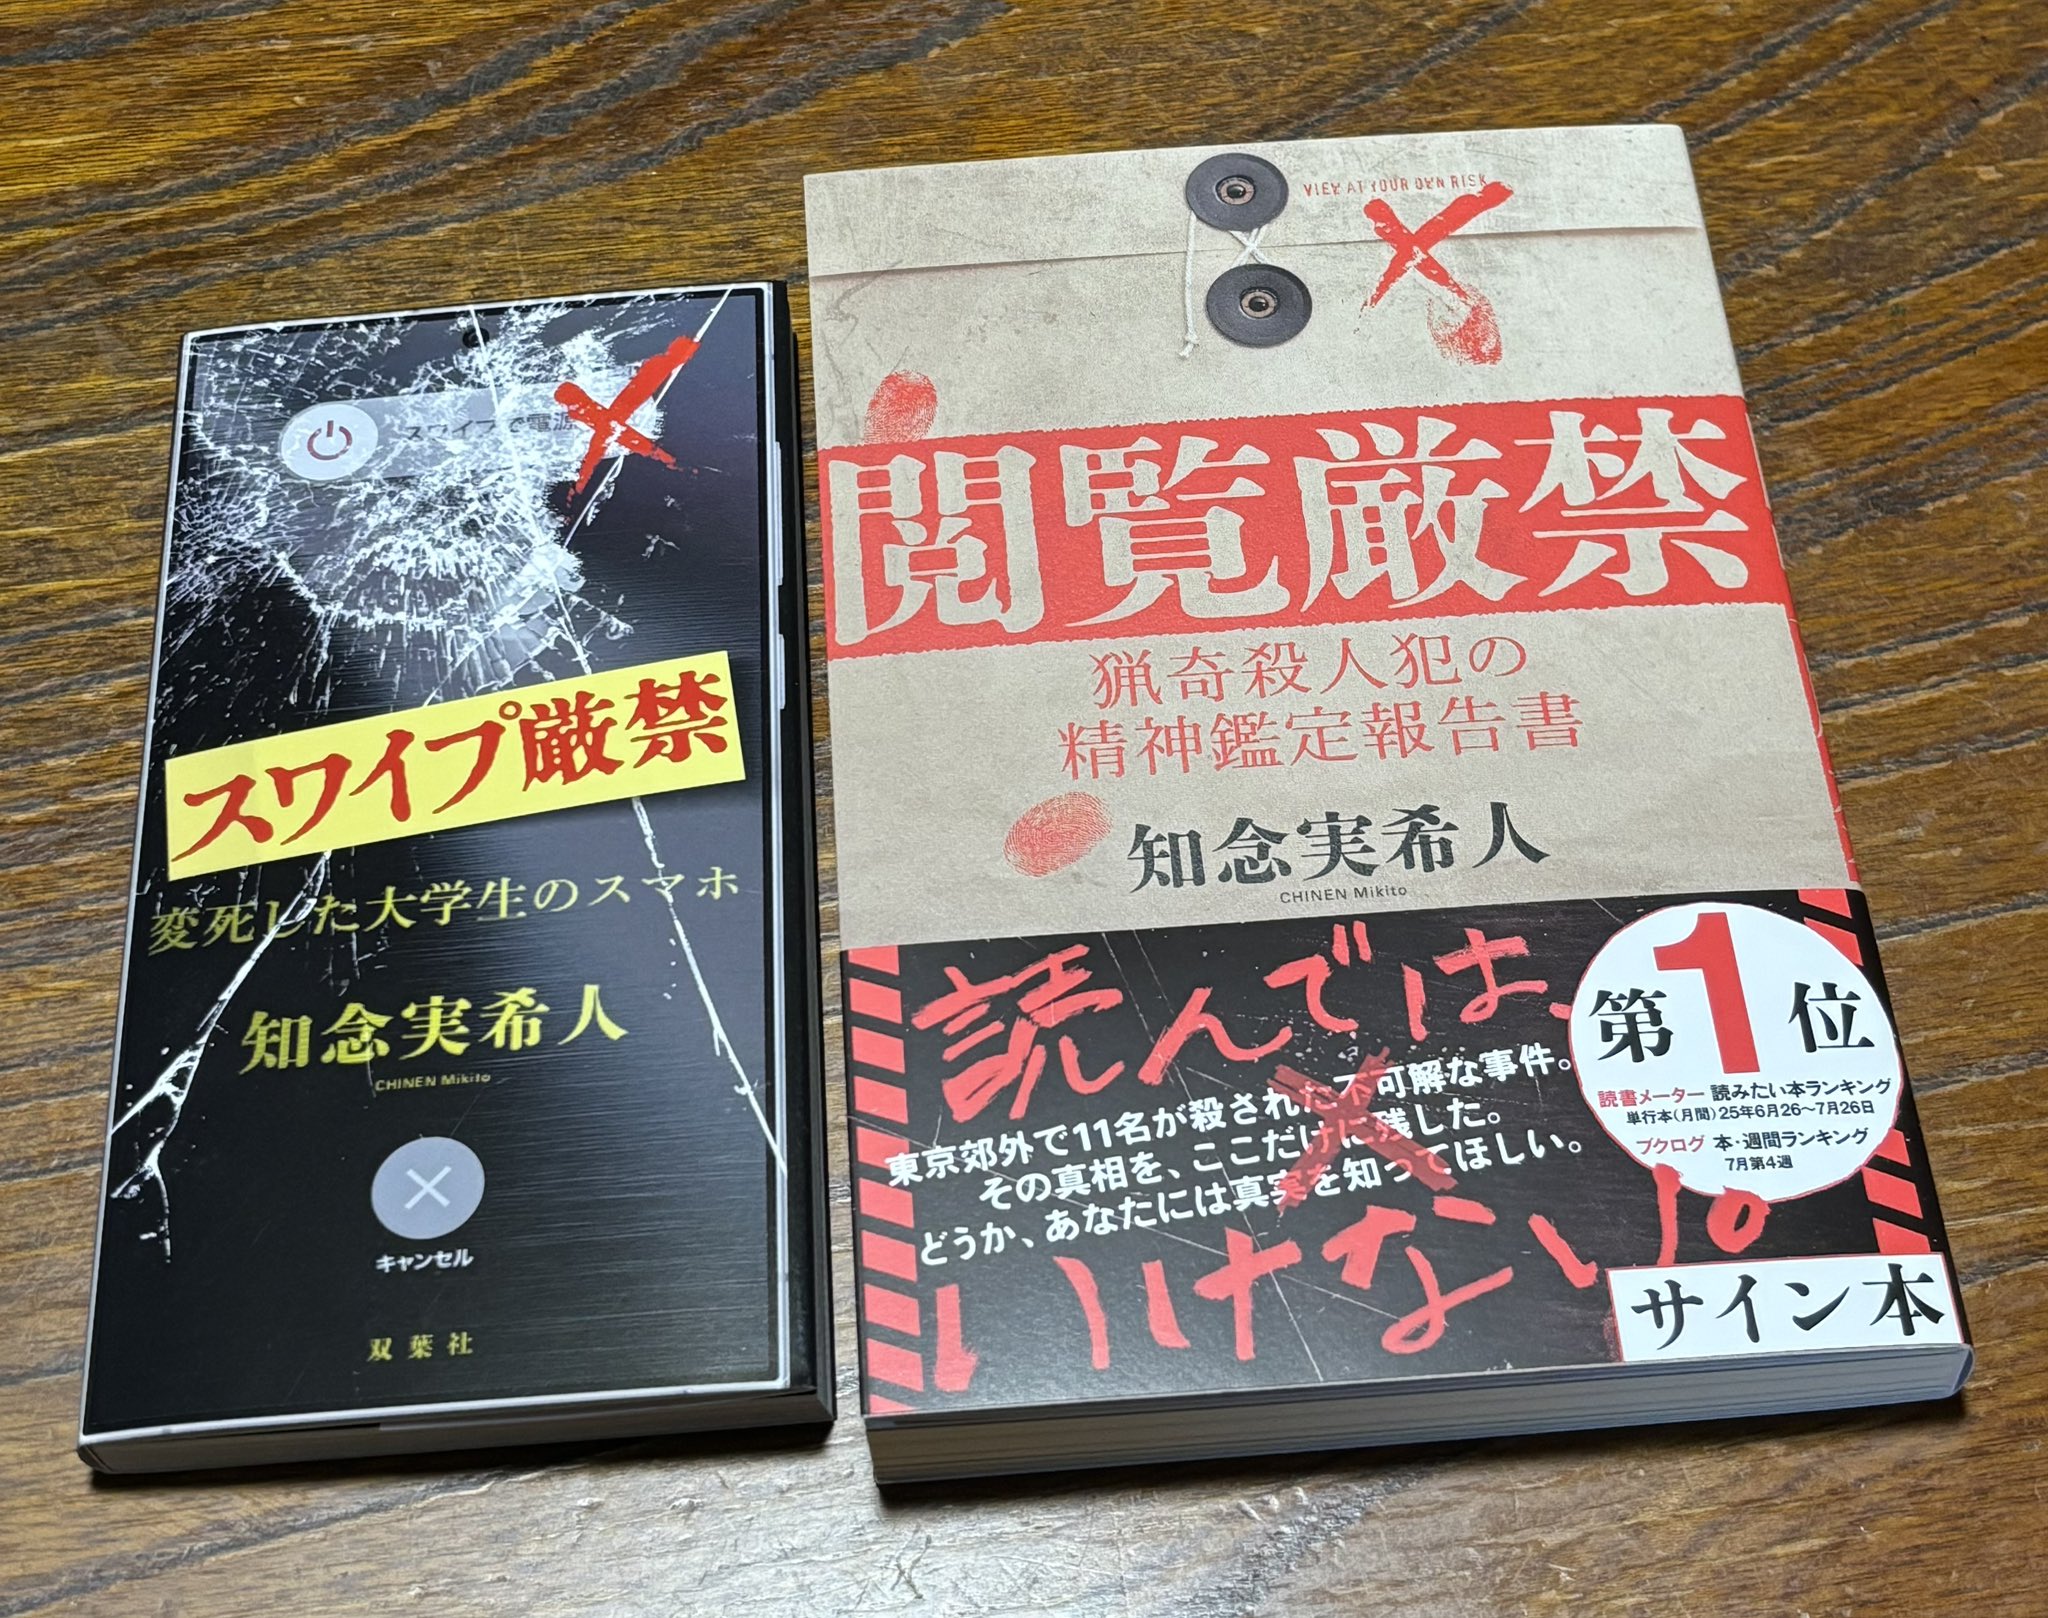 スワイプで電源
スワイプ厳禁
変死した大学生のスマホ
知念実希人
CHINEN Mikito
×
キャンセル
双葉社
VIEW AT YOUR OWN RISK
閲覧厳禁
猟奇殺人犯の
精神鑑定報告書
知念実希人
CHINEN Mikito
読んでは、
東京郊外で11名が殺された不可解な事件。
その真相を、ここだけに残した。
どうか、あなたには真実を知ってほしい。
いけない。
第1位
読書メーター 読みたい本ランキング
単行本(月間)25年6月26〜7月26日
ブクログ 本・週間ランキング
7月第4週
サイン本